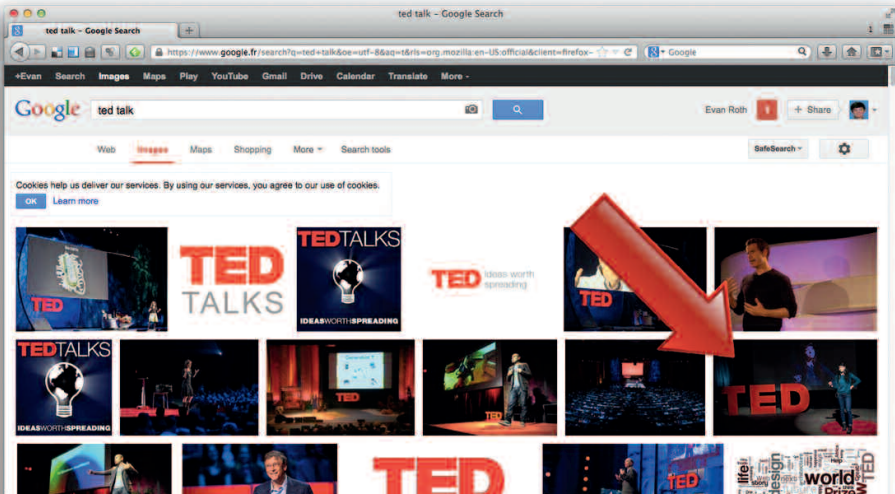 ted talk – Google Search
ted talk – Google Search
https://www.google.fr/search?q=ted+talk&oe=utf-8&aq=t&rls=org.mozilla:en-US:official&client=firefox-
Google
+Evan Search Images Maps Play YouTube Gmail Drive Calendar Translate More
Google ted talk
Evan Roth + Share
Web Images Maps Shopping More Search tools
SafeSearch
Cookies help us deliver our services. By using our services, you agree to our use of cookies.
OK Learn more
TED
TED
TALKS
TEDTALKS
IDEASWORTHSPREADING
TED ideas worth
spreading
TED
TEDTALKS
IDEASWORTHSPREADING
TED
TED
TED
TED
TED
life
design
world
Prize
TED